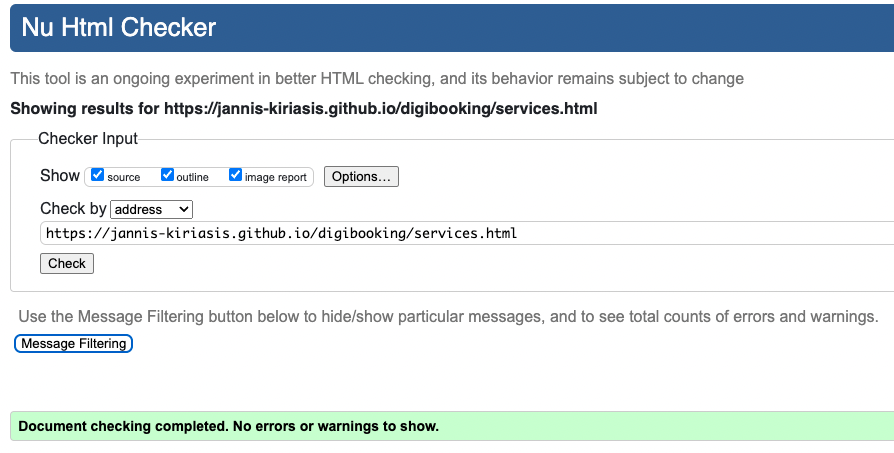 Nu Html Checker
This tool is an ongoing experiment in better HTML checking, and its behavior remains subject to change
Showing results for https://jannis-kiriasis.github.io/digibooking/services.html
Checker Input
Show source outline image report Options...
Check by address
https://jannis-kiriasis.github.io/digibooking/services.html
Check
Use the Message Filtering button below to hide/show particular messages, and to see total counts of errors and warnings.
Message Filtering
Document checking completed. No errors or warnings to show.